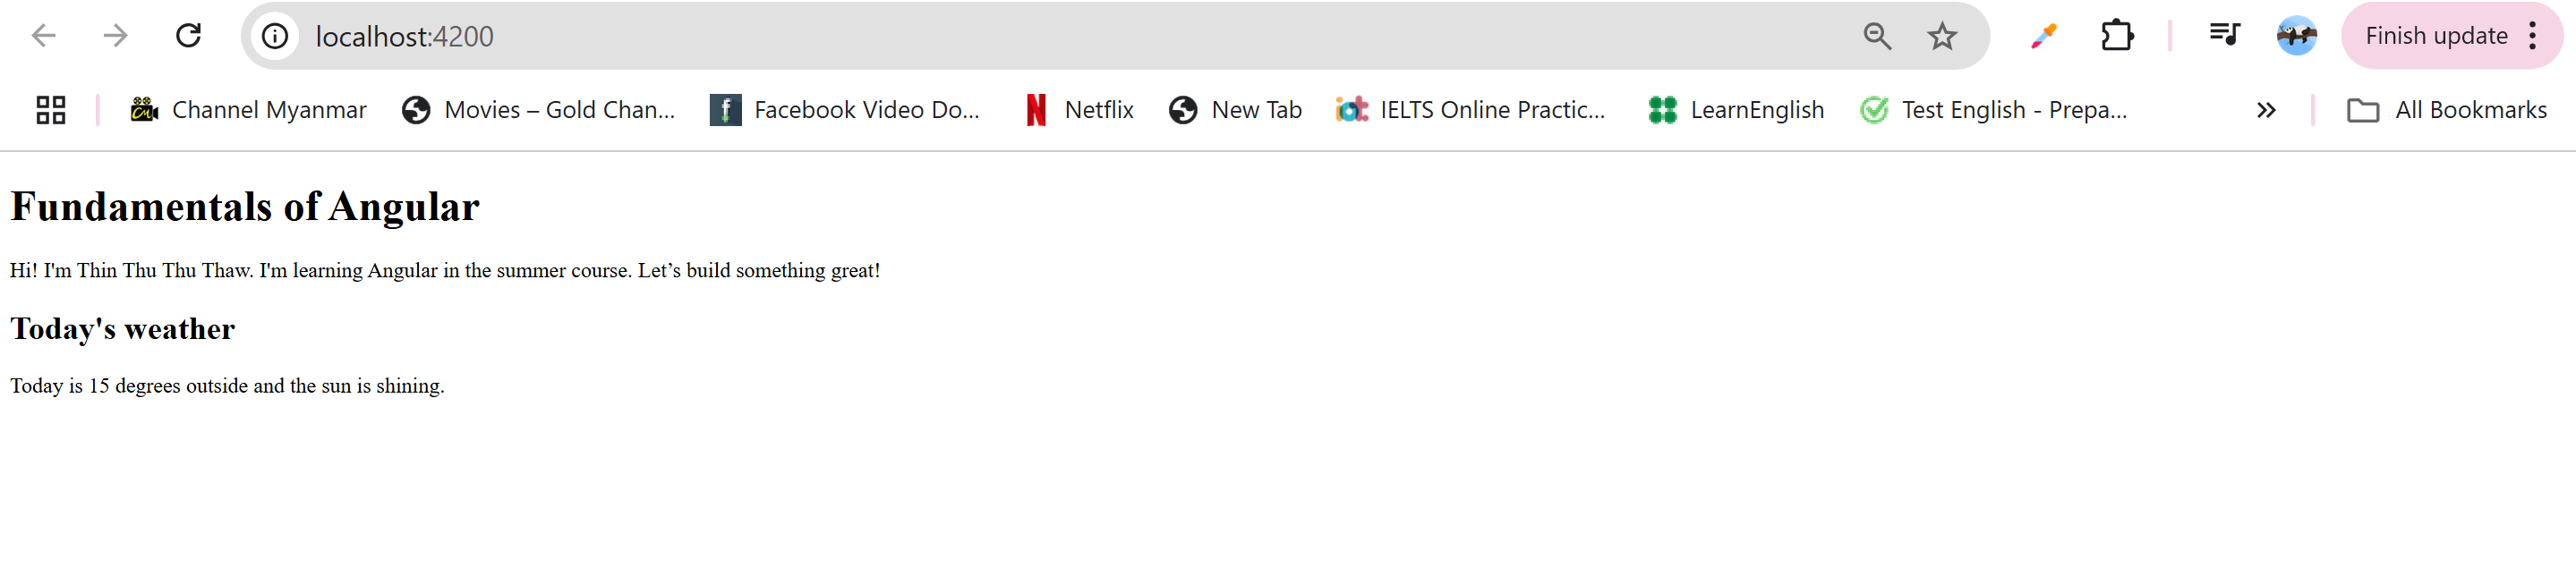 localhost:4200
Finish update
Channel Myanmar
Movies – Gold Chan...
Facebook Video Do...
Netflix
New Tab
IELTS Online Practic...
LearnEnglish
Test English - Prepa...
All Bookmarks
Fundamentals of Angular
Hi! I'm Thin Thu Thu Thaw. I'm learning Angular in the summer course. Let’s build something great!
Today's weather
Today is 15 degrees outside and the sun is shining.